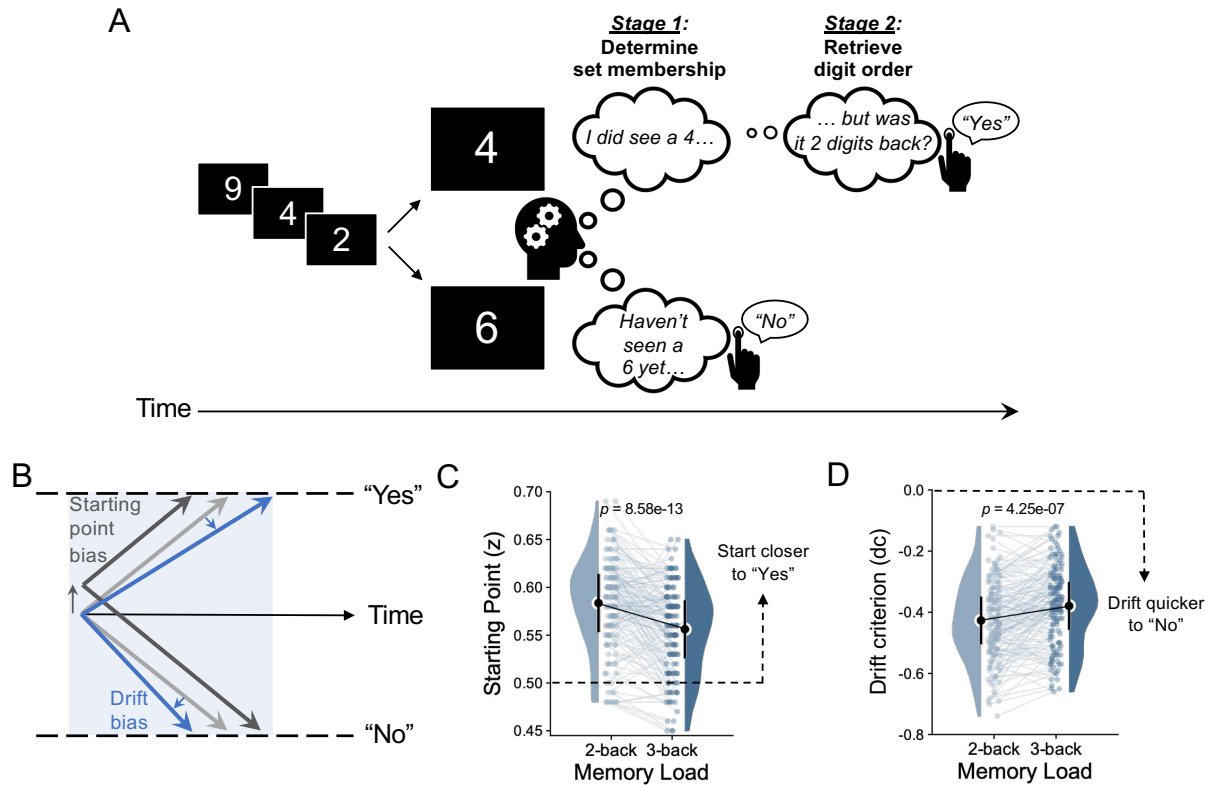 A
Stage 1:
Determine
set membership
Stage 2:
Retrieve
digit order
9
4
2
4
6
I did see a 4…
… but was
it 2 digits back?
“Yes”
Haven’t
seen a
6 yet…
“No”
Time
B
Starting
point
bias
“Yes”
Time
Drift
bias
“No”
C
Starting Point (z)
0.70
0.65
0.60
0.55
0.50
0.45
p = 8.58e-13
Start closer
to “Yes”
2-back
3-back
Memory Load
D
Drift criterion (dc)
0.0
-0.2
-0.4
-0.6
-0.8
p = 4.25e-07
Drift quicker
to “No”
2-back
3-back
Memory Load